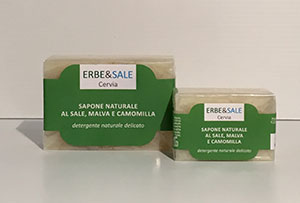 ERBE&SALE
Cervia
SAPONE NATURALE
AL SALE, MALVA E CAMOMILLA
detergente naturale delicato
ERBE&SALE
Cervia
SAPONE NATURALE
AL SALE, MALVA
E CAMOMILLA
detergente naturale delicato